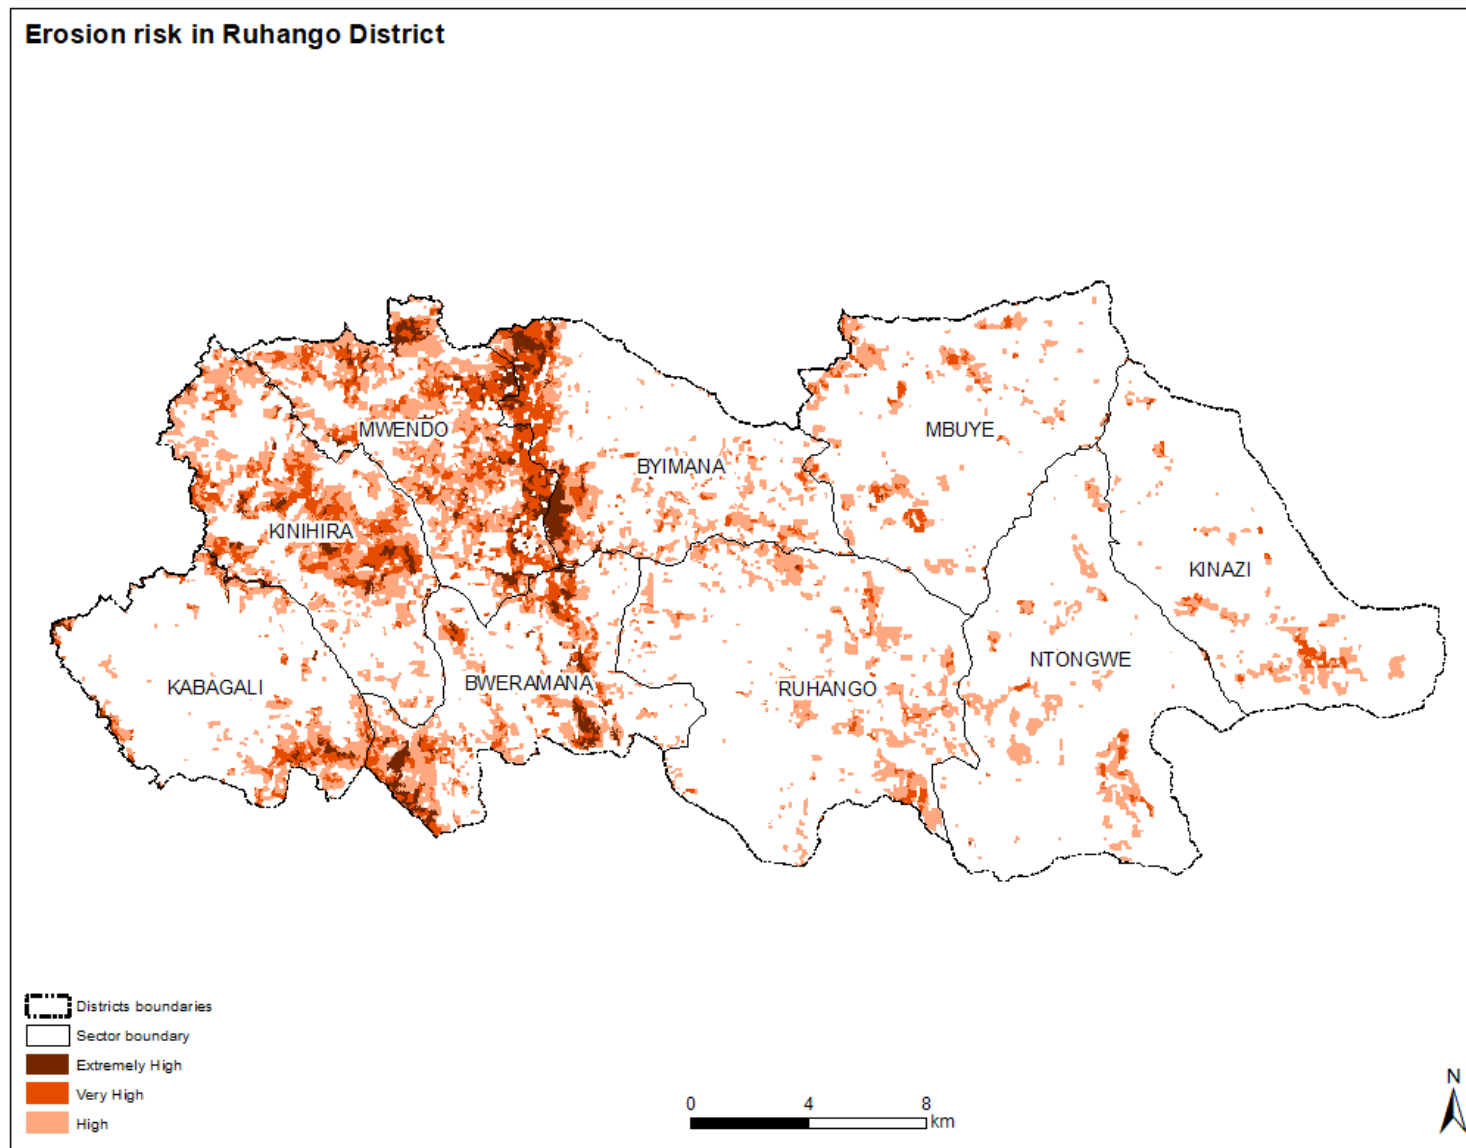 Erosion risk in Ruhango District
MWENDO
MBUYE
BYIMANA
KINIHIRA
KINAZI
NTONGWE
KABAGALI
BWERAMANA
RUHANGO
Districts boundaries
Sector boundary
Extremely High
Very High
High
0 4 8
km
N